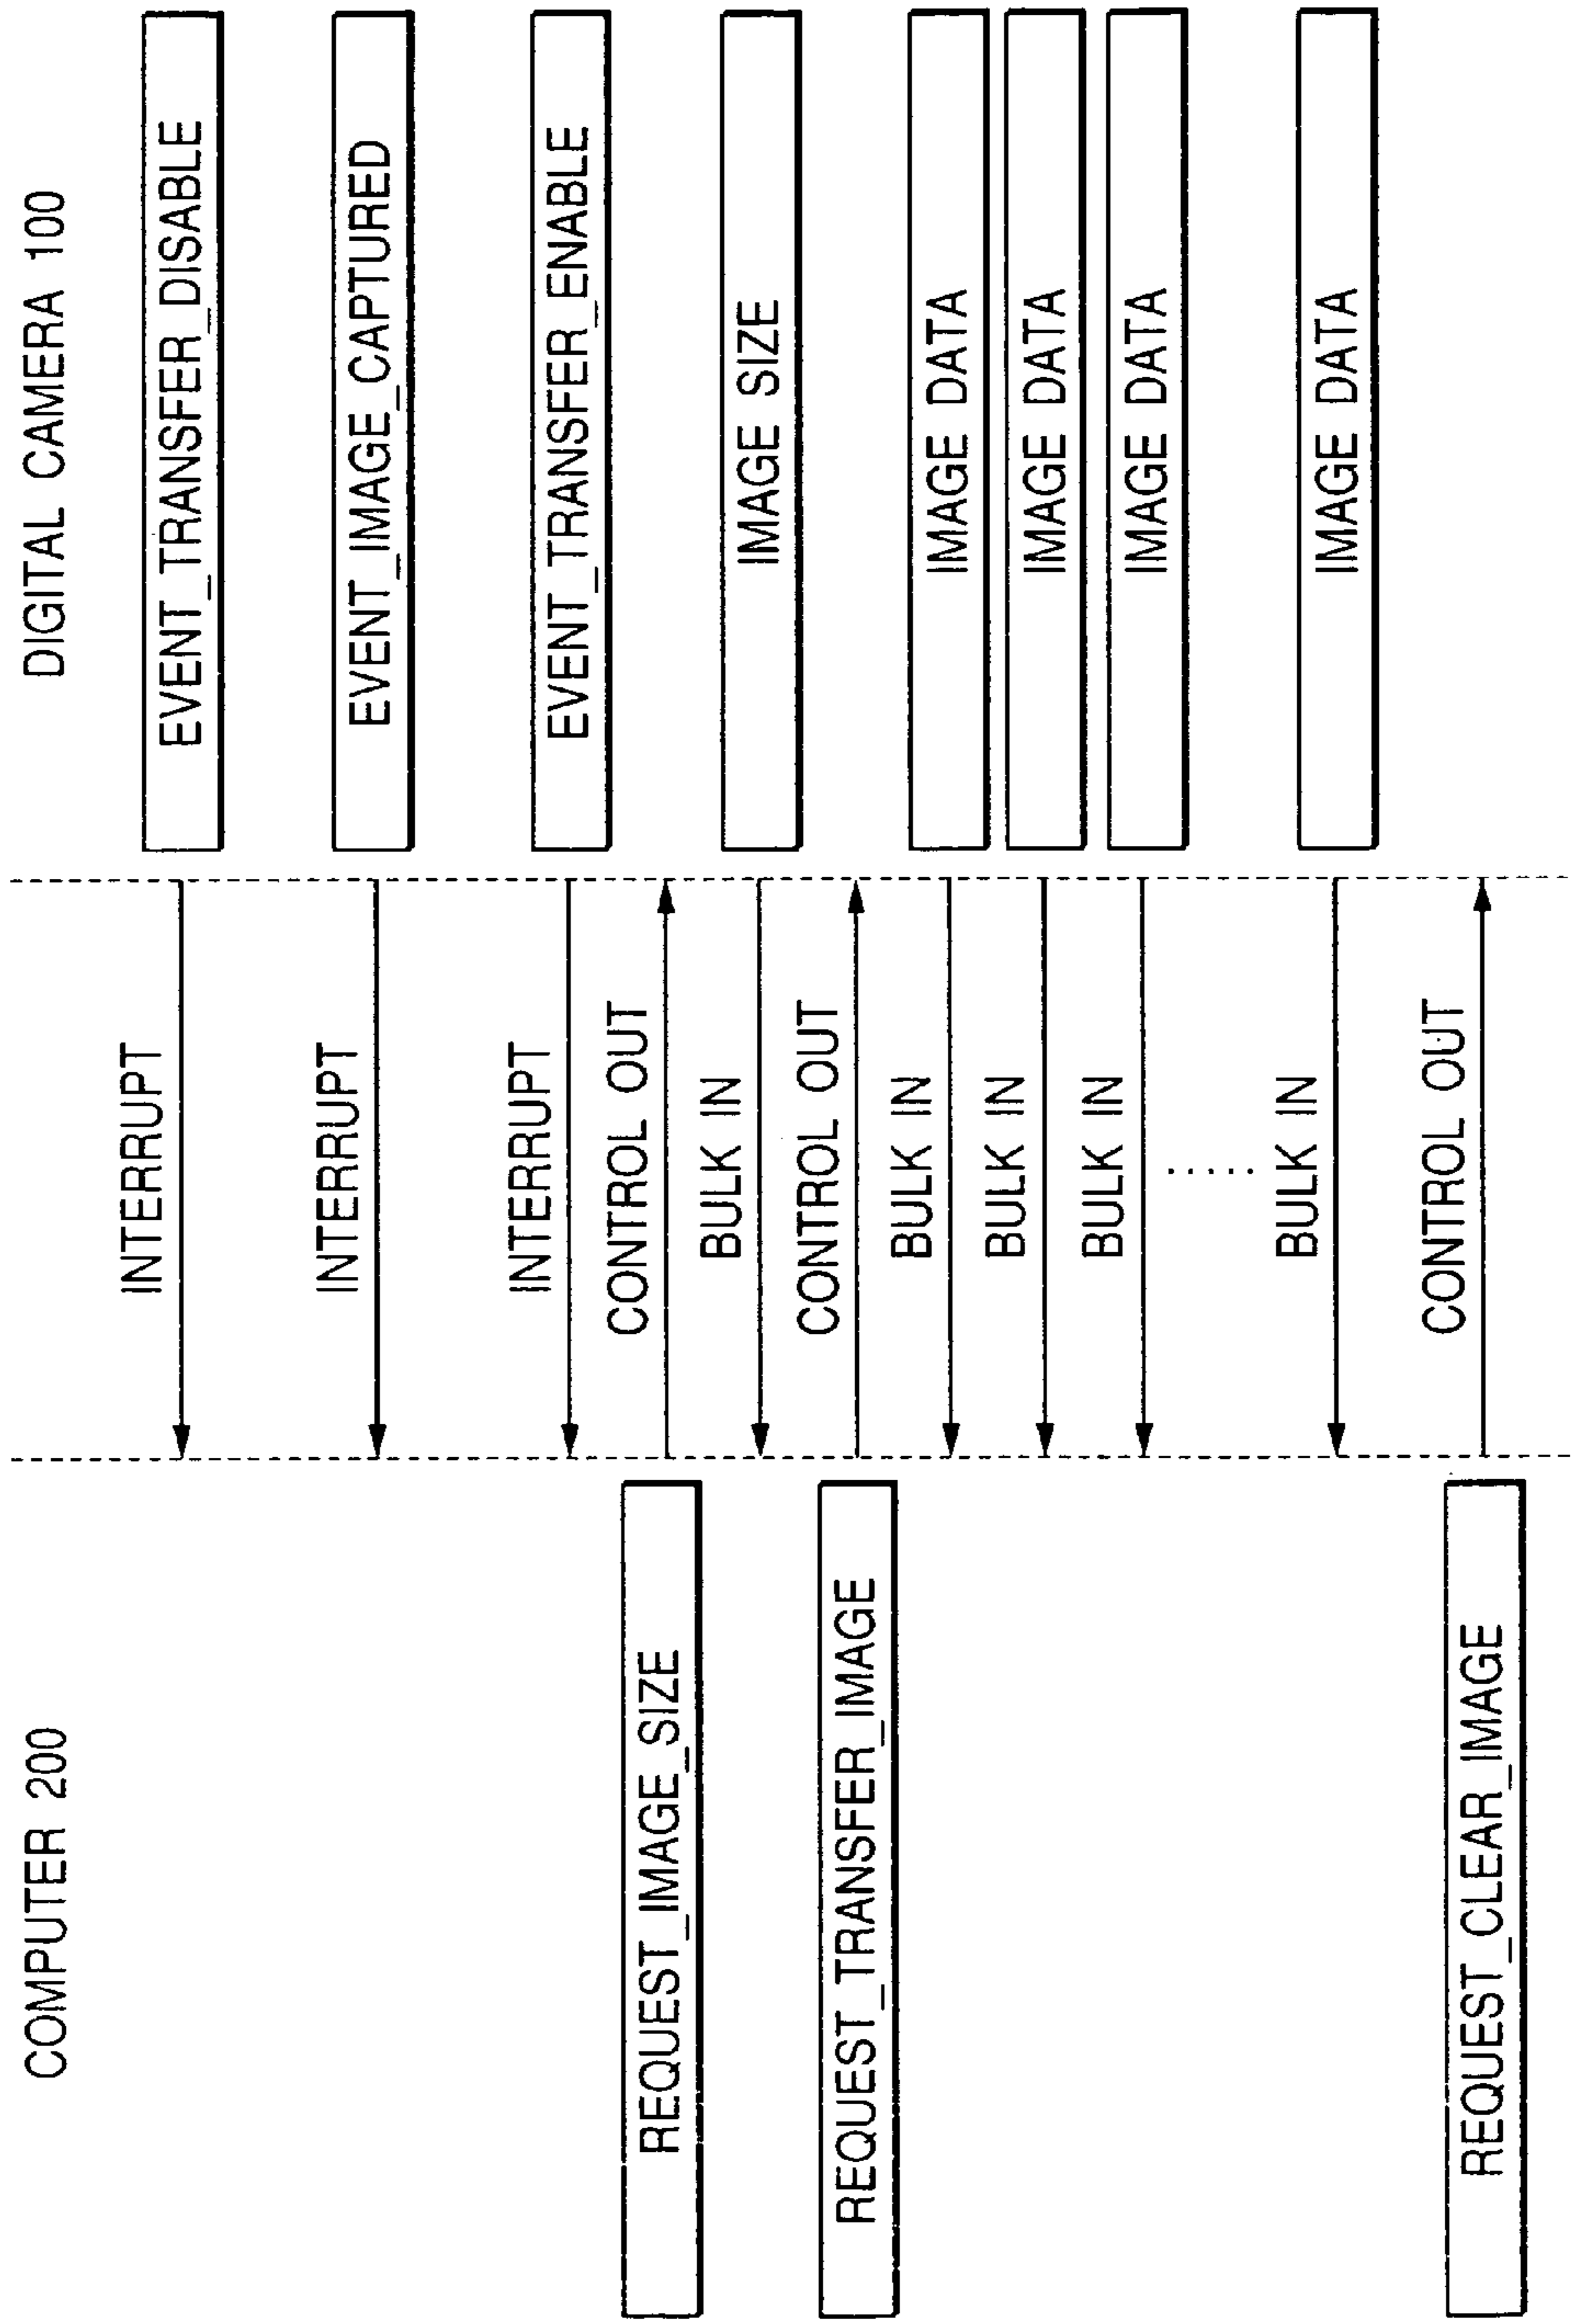 COMPUTER 200
DIGITAL CAMERA 100
INTERRUPT
EVENT_TRANSFER_DISABLE
INTERRUPT
EVENT_IMAGE_CAPTURED
INTERRUPT
EVENT_TRANSFER_ENABLE
REQUEST_IMAGE_SIZE
CONTROL OUT
BULK IN
IMAGE SIZE
REQUEST_TRANSFER_IMAGE
CONTROL OUT
BULK IN
IMAGE DATA
BULK IN
IMAGE DATA
BULK IN
IMAGE DATA
.....
BULK IN
IMAGE DATA
REQUEST_CLEAR_IMAGE
CONTROL OUT